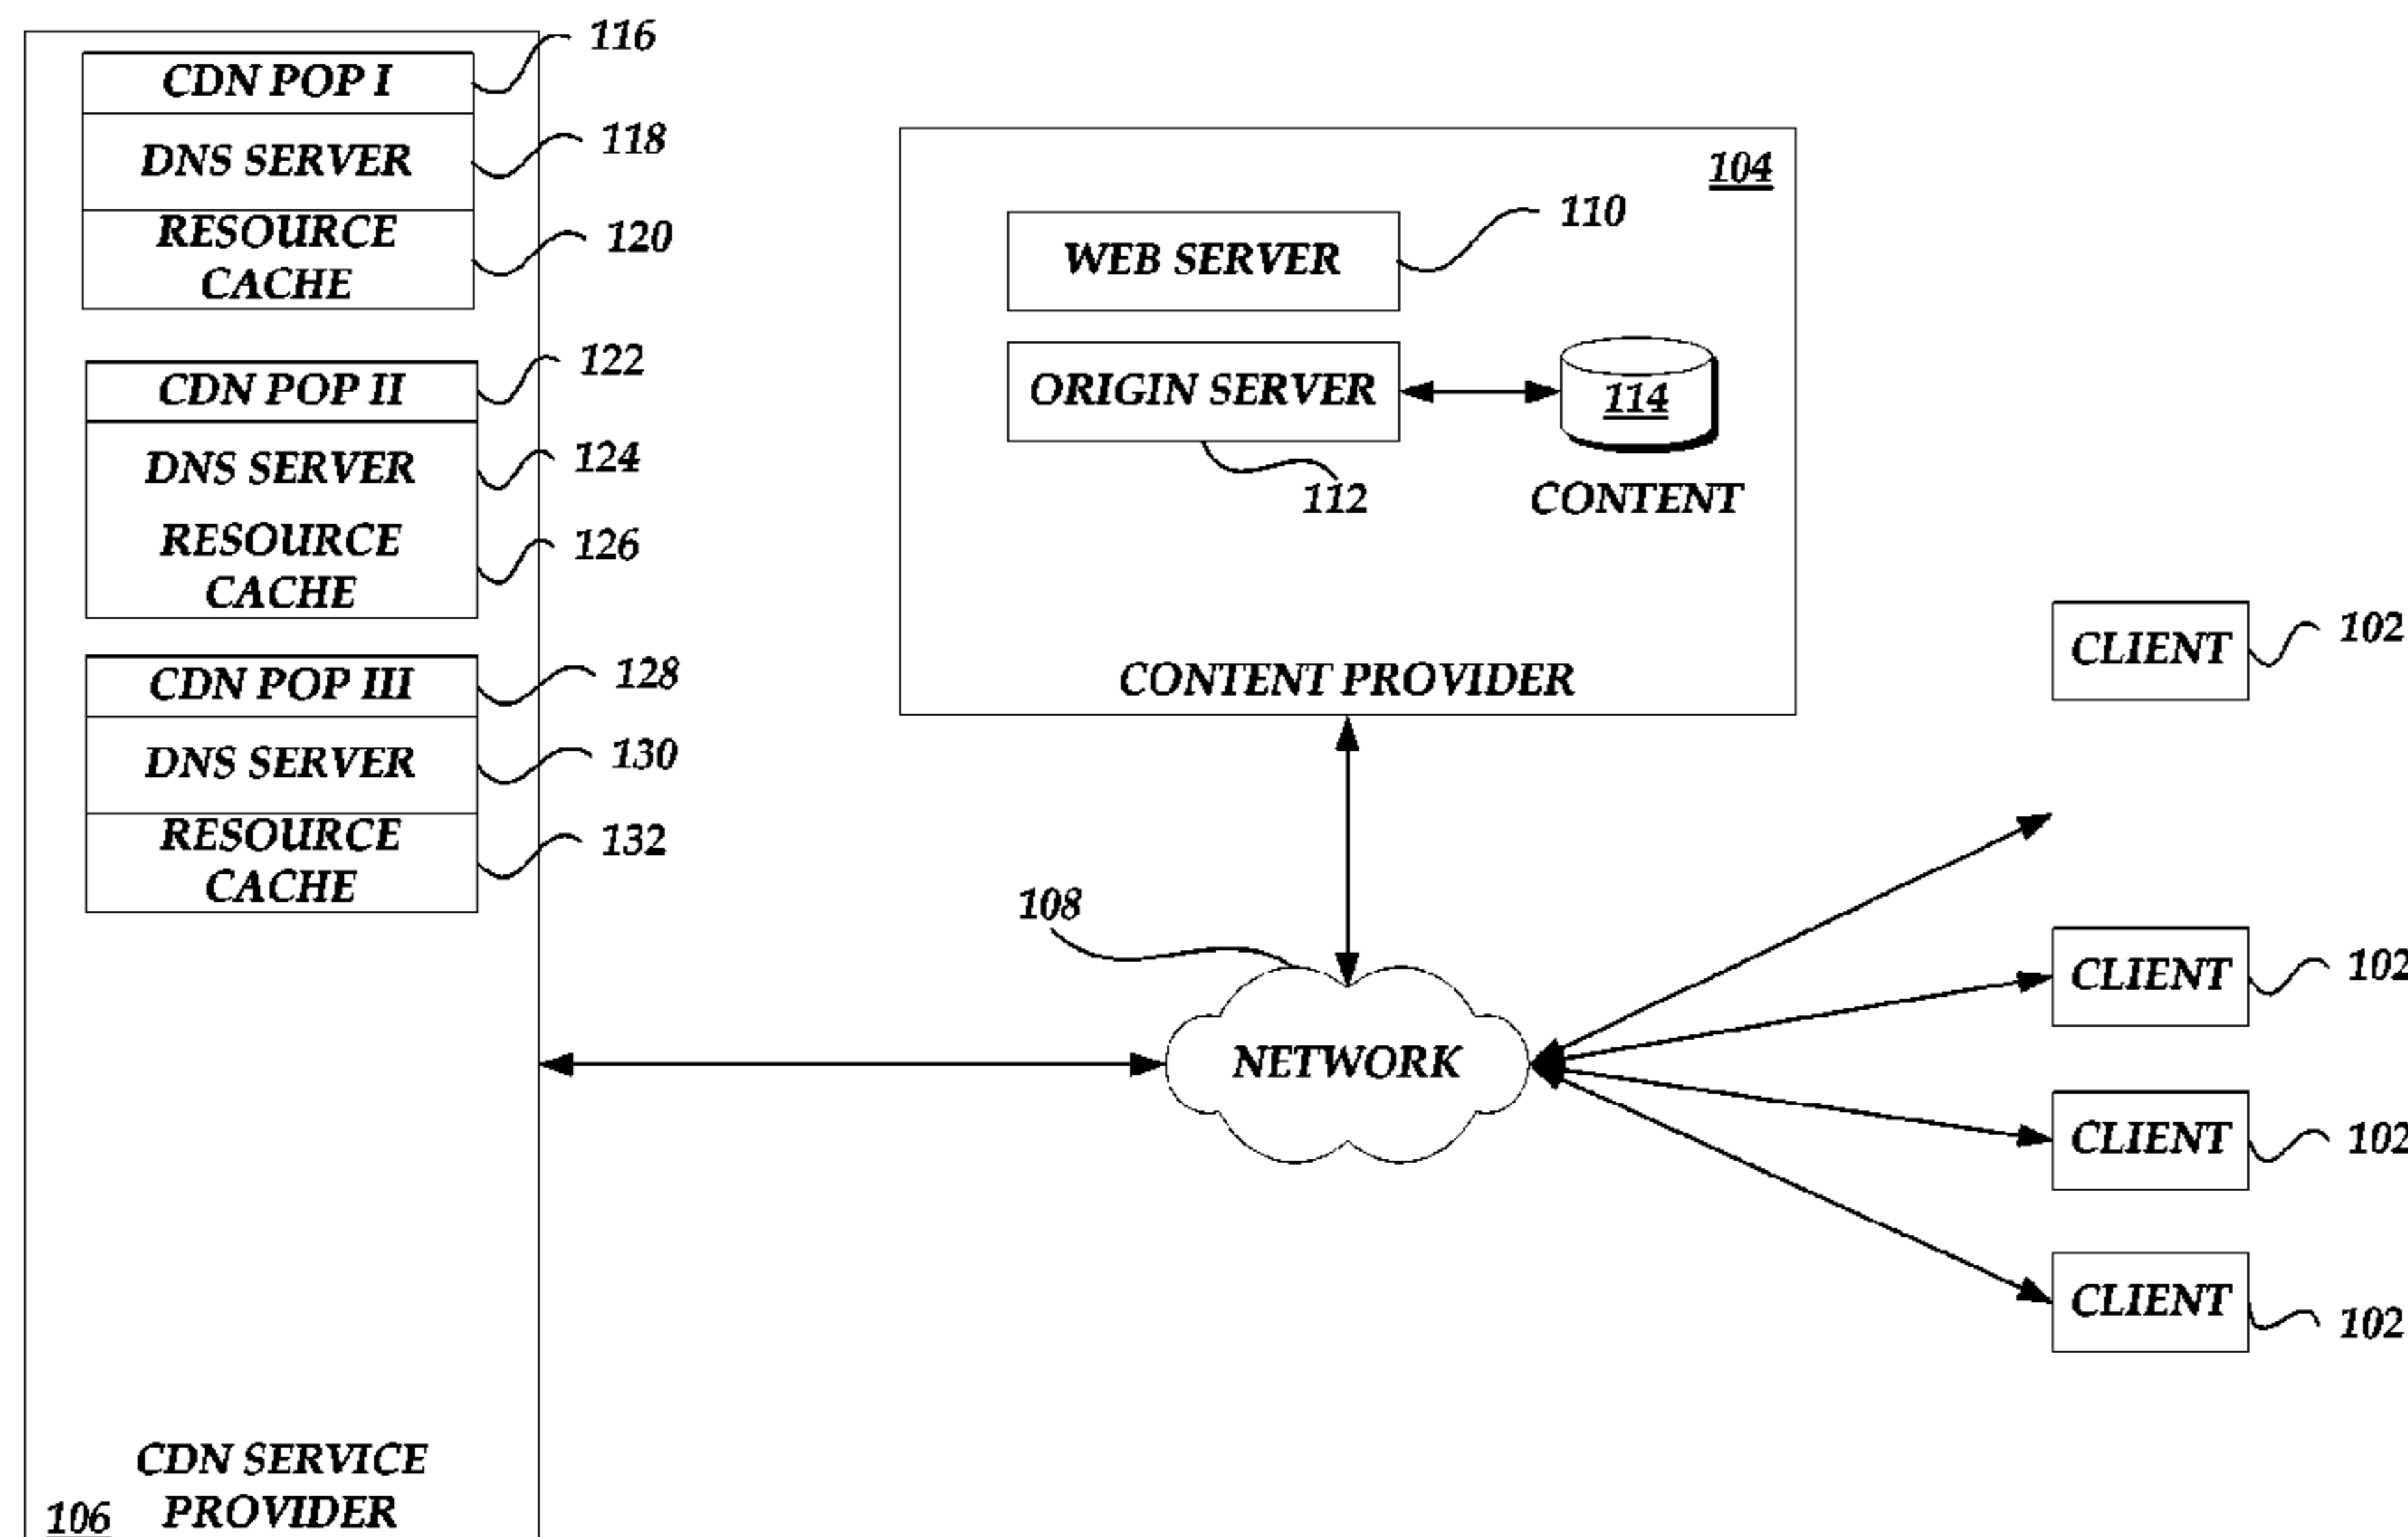 CDN POP I
116
DNS SERVER
118
RESOURCE
CACHE
120
CDN POP II
122
DNS SERVER
124
RESOURCE
CACHE
126
CDN POP III
128
DNS SERVER
130
RESOURCE
CACHE
132
CDN SERVICE
PROVIDER
106
104
WEB SERVER
110
ORIGIN SERVER
112
114
CONTENT
CONTENT PROVIDER
108
NETWORK
CLIENT
102
CLIENT
102
CLIENT
102
CLIENT
102